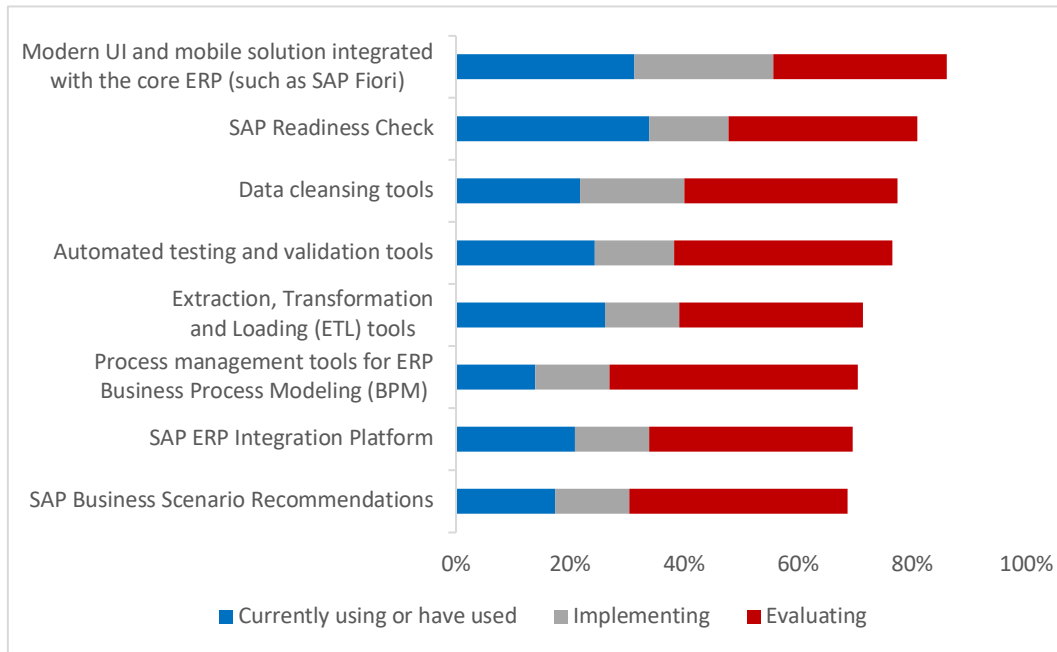 Modern UI and mobile solution integrated
with the core ERP (such as SAP Fiori)
SAP Readiness Check
Data cleansing tools
Automated testing and validation tools
Extraction, Transformation
and Loading (ETL) tools
Process management tools for ERP
Business Process Modeling (BPM)
SAP ERP Integration Platform
SAP Business Scenario Recommendations
0% 20% 40% 60% 80% 100%
Currently using or have used Implementing Evaluating